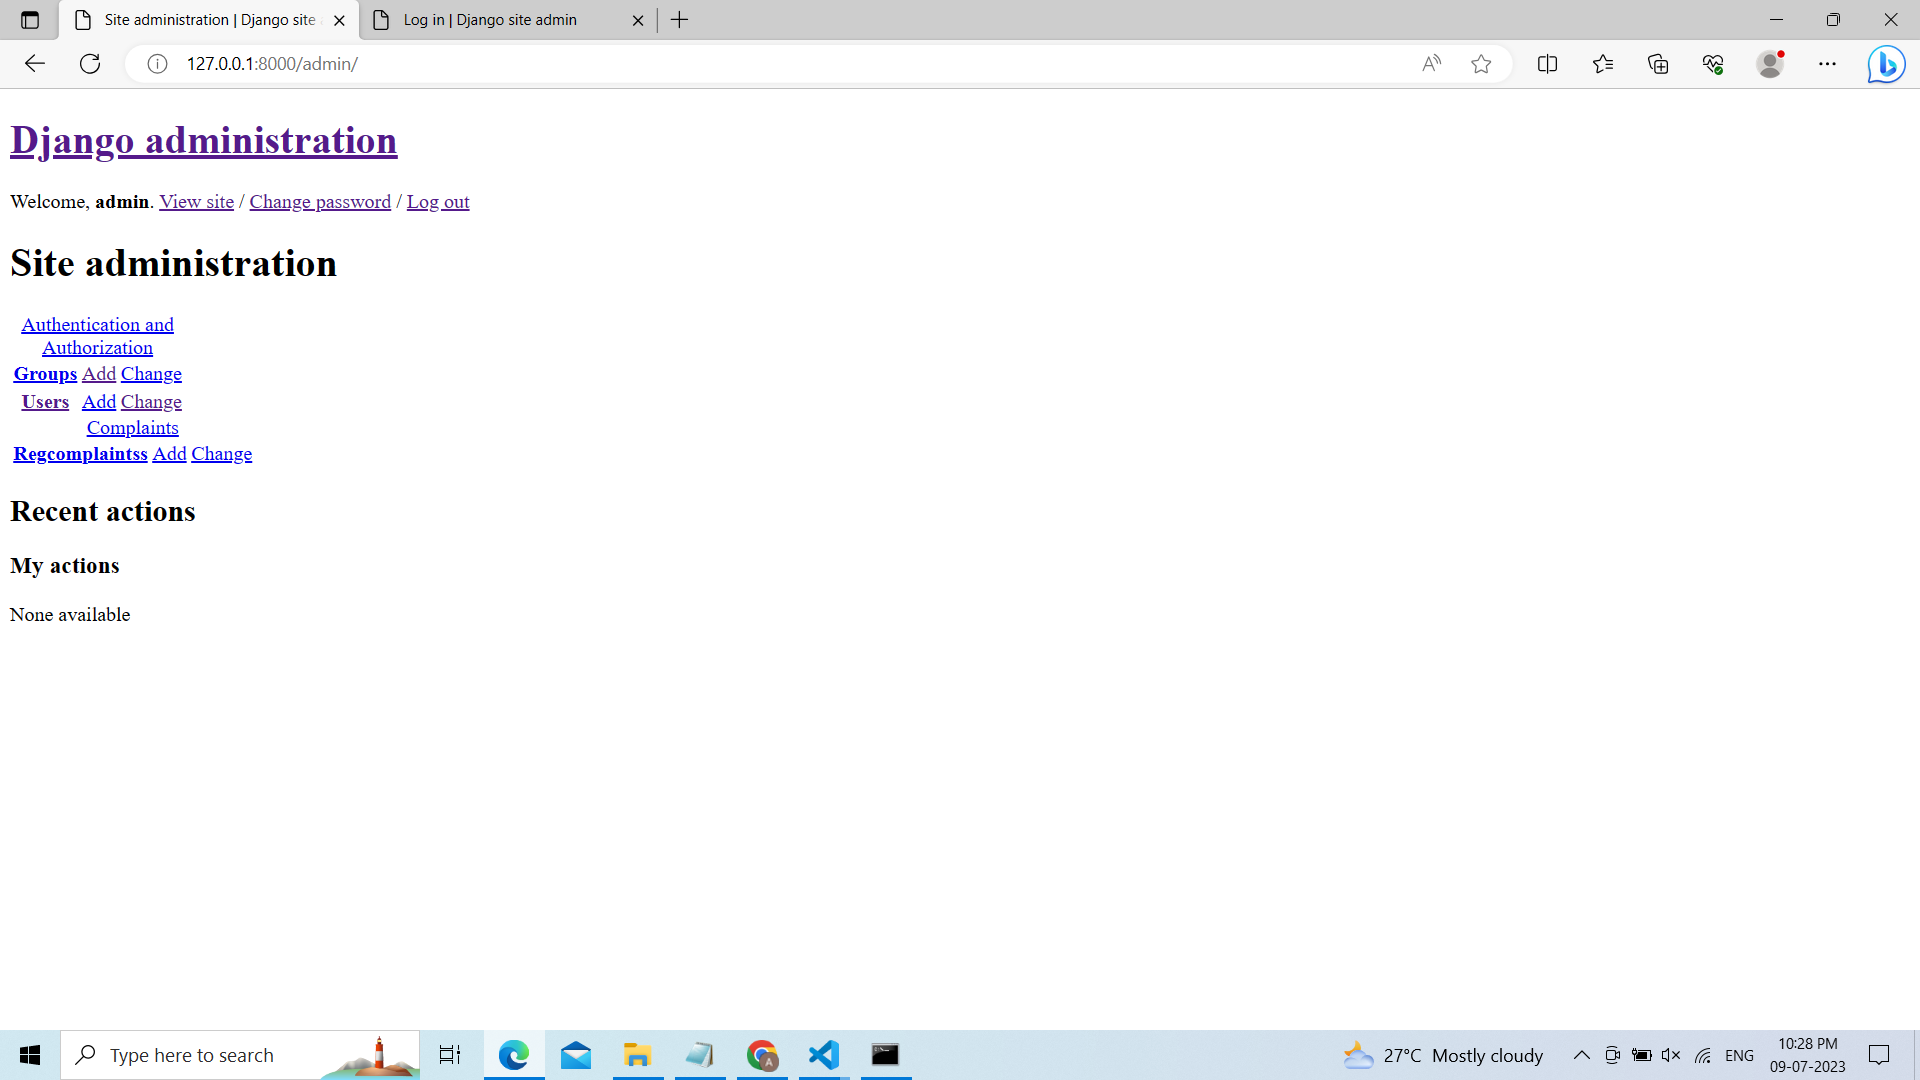 Site administration | Django site
Log in | Django site admin
127.0.0.1:8000/admin/
Django administration
Welcome, admin. View site / Change password / Log out
Site administration
Authentication and
Authorization
Groups Add Change
Users Add Change
Complaints
Regcomplaintss Add Change
Recent actions
My actions
None available
Type here to search
A
27°C Mostly cloudy
ENG
10:28 PM
09-07-2023